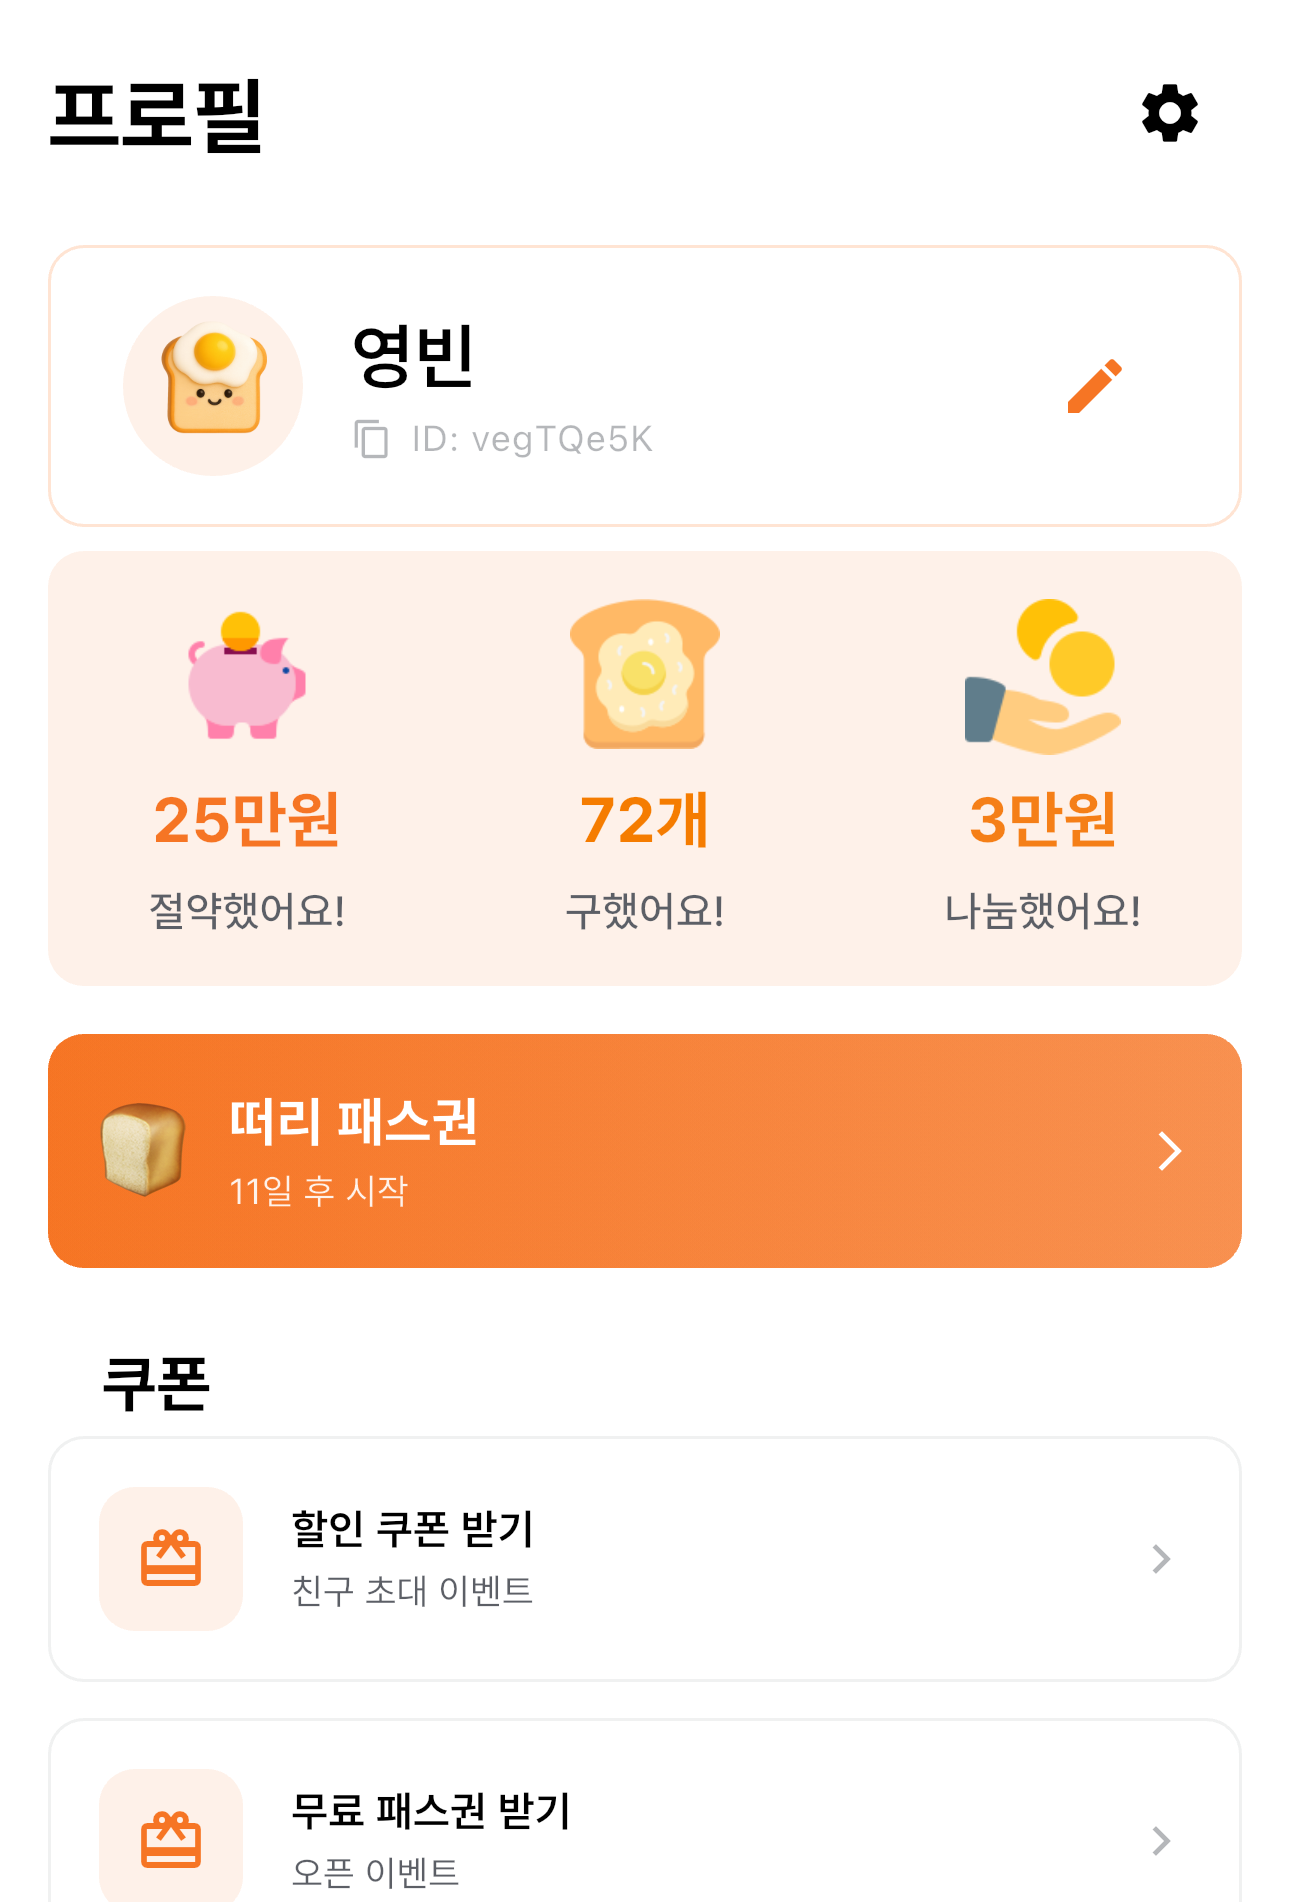 프로필
영빈
ID: vegTQe5K
25만원 72개 3만원
절약했어요! 구했어요! 나눔했어요!
떠리 패스권
11일 후 시작
쿠폰
할인 쿠폰 받기
친구 초대 이벤트
무료 패스권 받기
오픈 이벤트